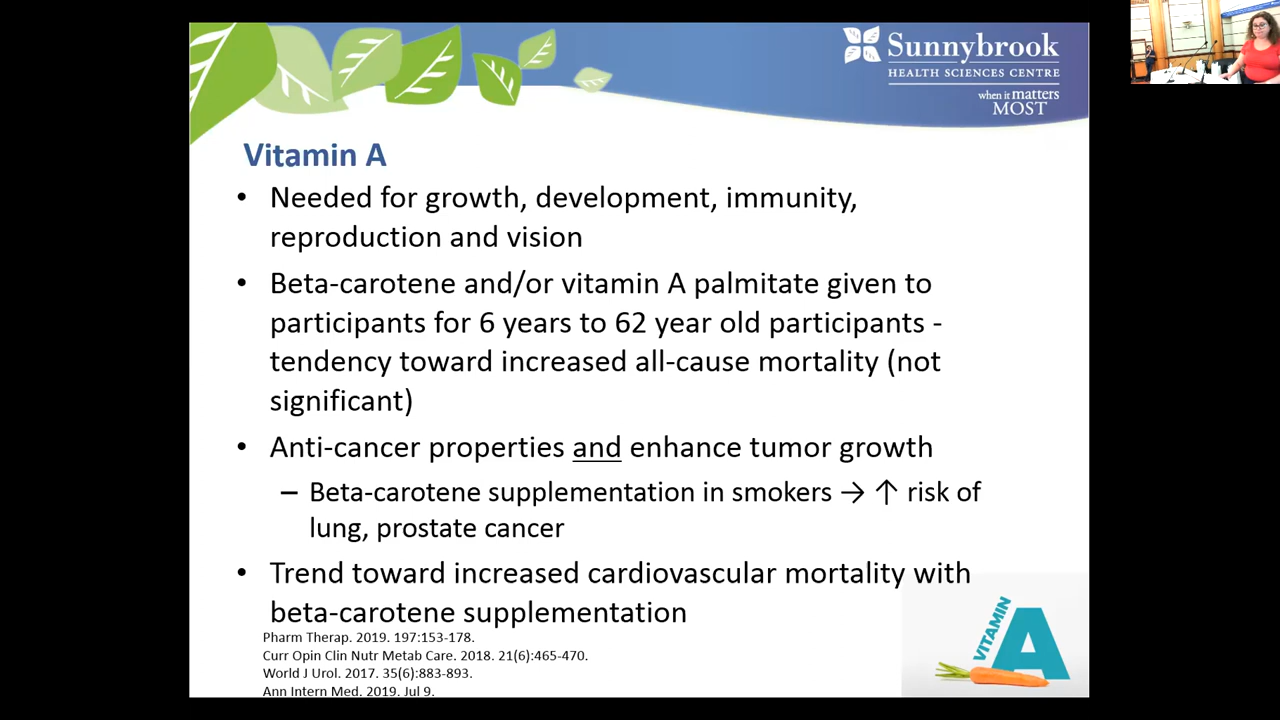 Sunnybrook
HEALTH SCIENCES CENTRE
when it matters
MOST
Vitamin A
• Needed for growth, development, immunity,
reproduction and vision
• Beta-carotene and/or vitamin A palmitate given to
participants for 6 years to 62 year old participants -
tendency toward increased all-cause mortality (not
significant)
• Anti-cancer properties and enhance tumor growth
– Beta-carotene supplementation in smokers → ↑ risk of
lung, prostate cancer
• Trend toward increased cardiovascular mortality with
beta-carotene supplementation
Pharm Therap. 2019. 197:153-178.
Curr Opin Clin Nutr Metab Care. 2018. 21(6):465-470.
World J Urol. 2017. 35(6):883-893.
Ann Intern Med. 2019. Jul 9.
VITAMIN
A